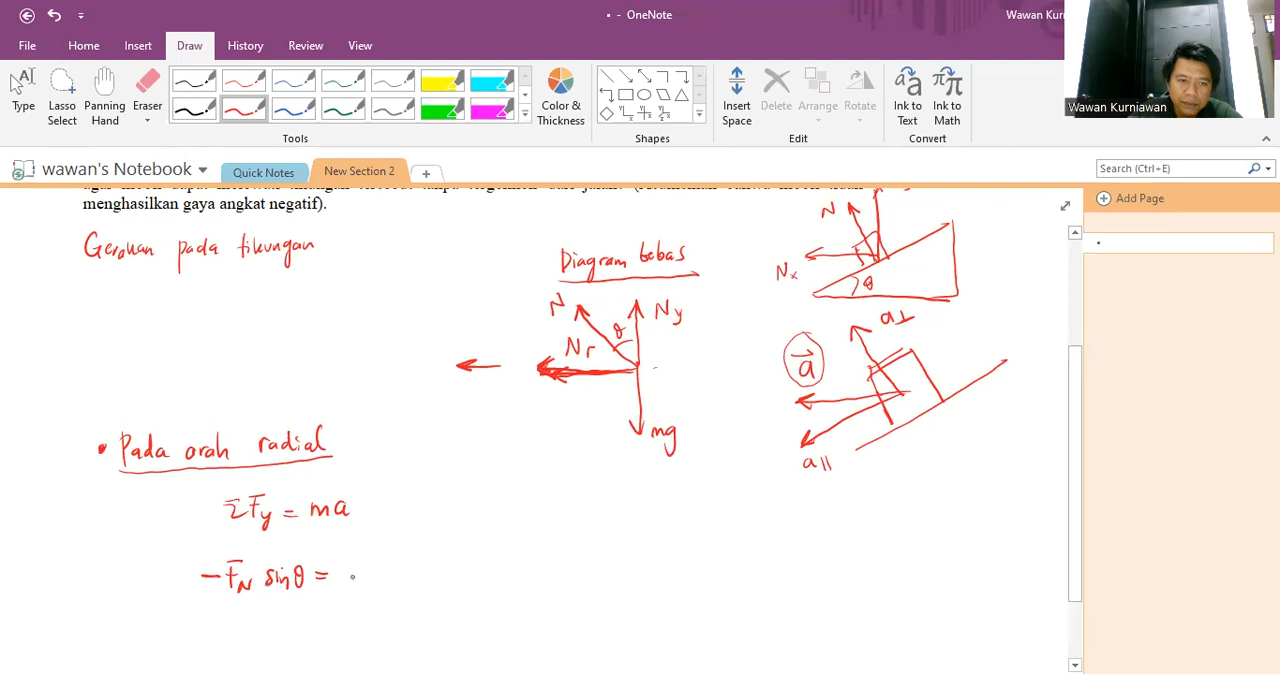 • - OneNote
Wawan Kurn
File Home Insert Draw History Review View
Type
Lasso Select
Panning Hand
Eraser
Color & Thickness
Insert Space
Delete
Arrange
Rotate
Ink to Text
Ink to Math
Tools
Shapes
Edit
Convert
Wawan Kurniawan
wawan's Notebook
Quick Notes
New Section 2
Search (Ctrl+E)
Add Page
menghasilkan gaya angkat negatif).
Gerakan pada tikungan
Diagram bebas
N
Ny
θ
Nr
mg
N
Nx
θ
a⊥
a
a∥
• Pada arah radial
ΣFy = ma
-FN sinθ =